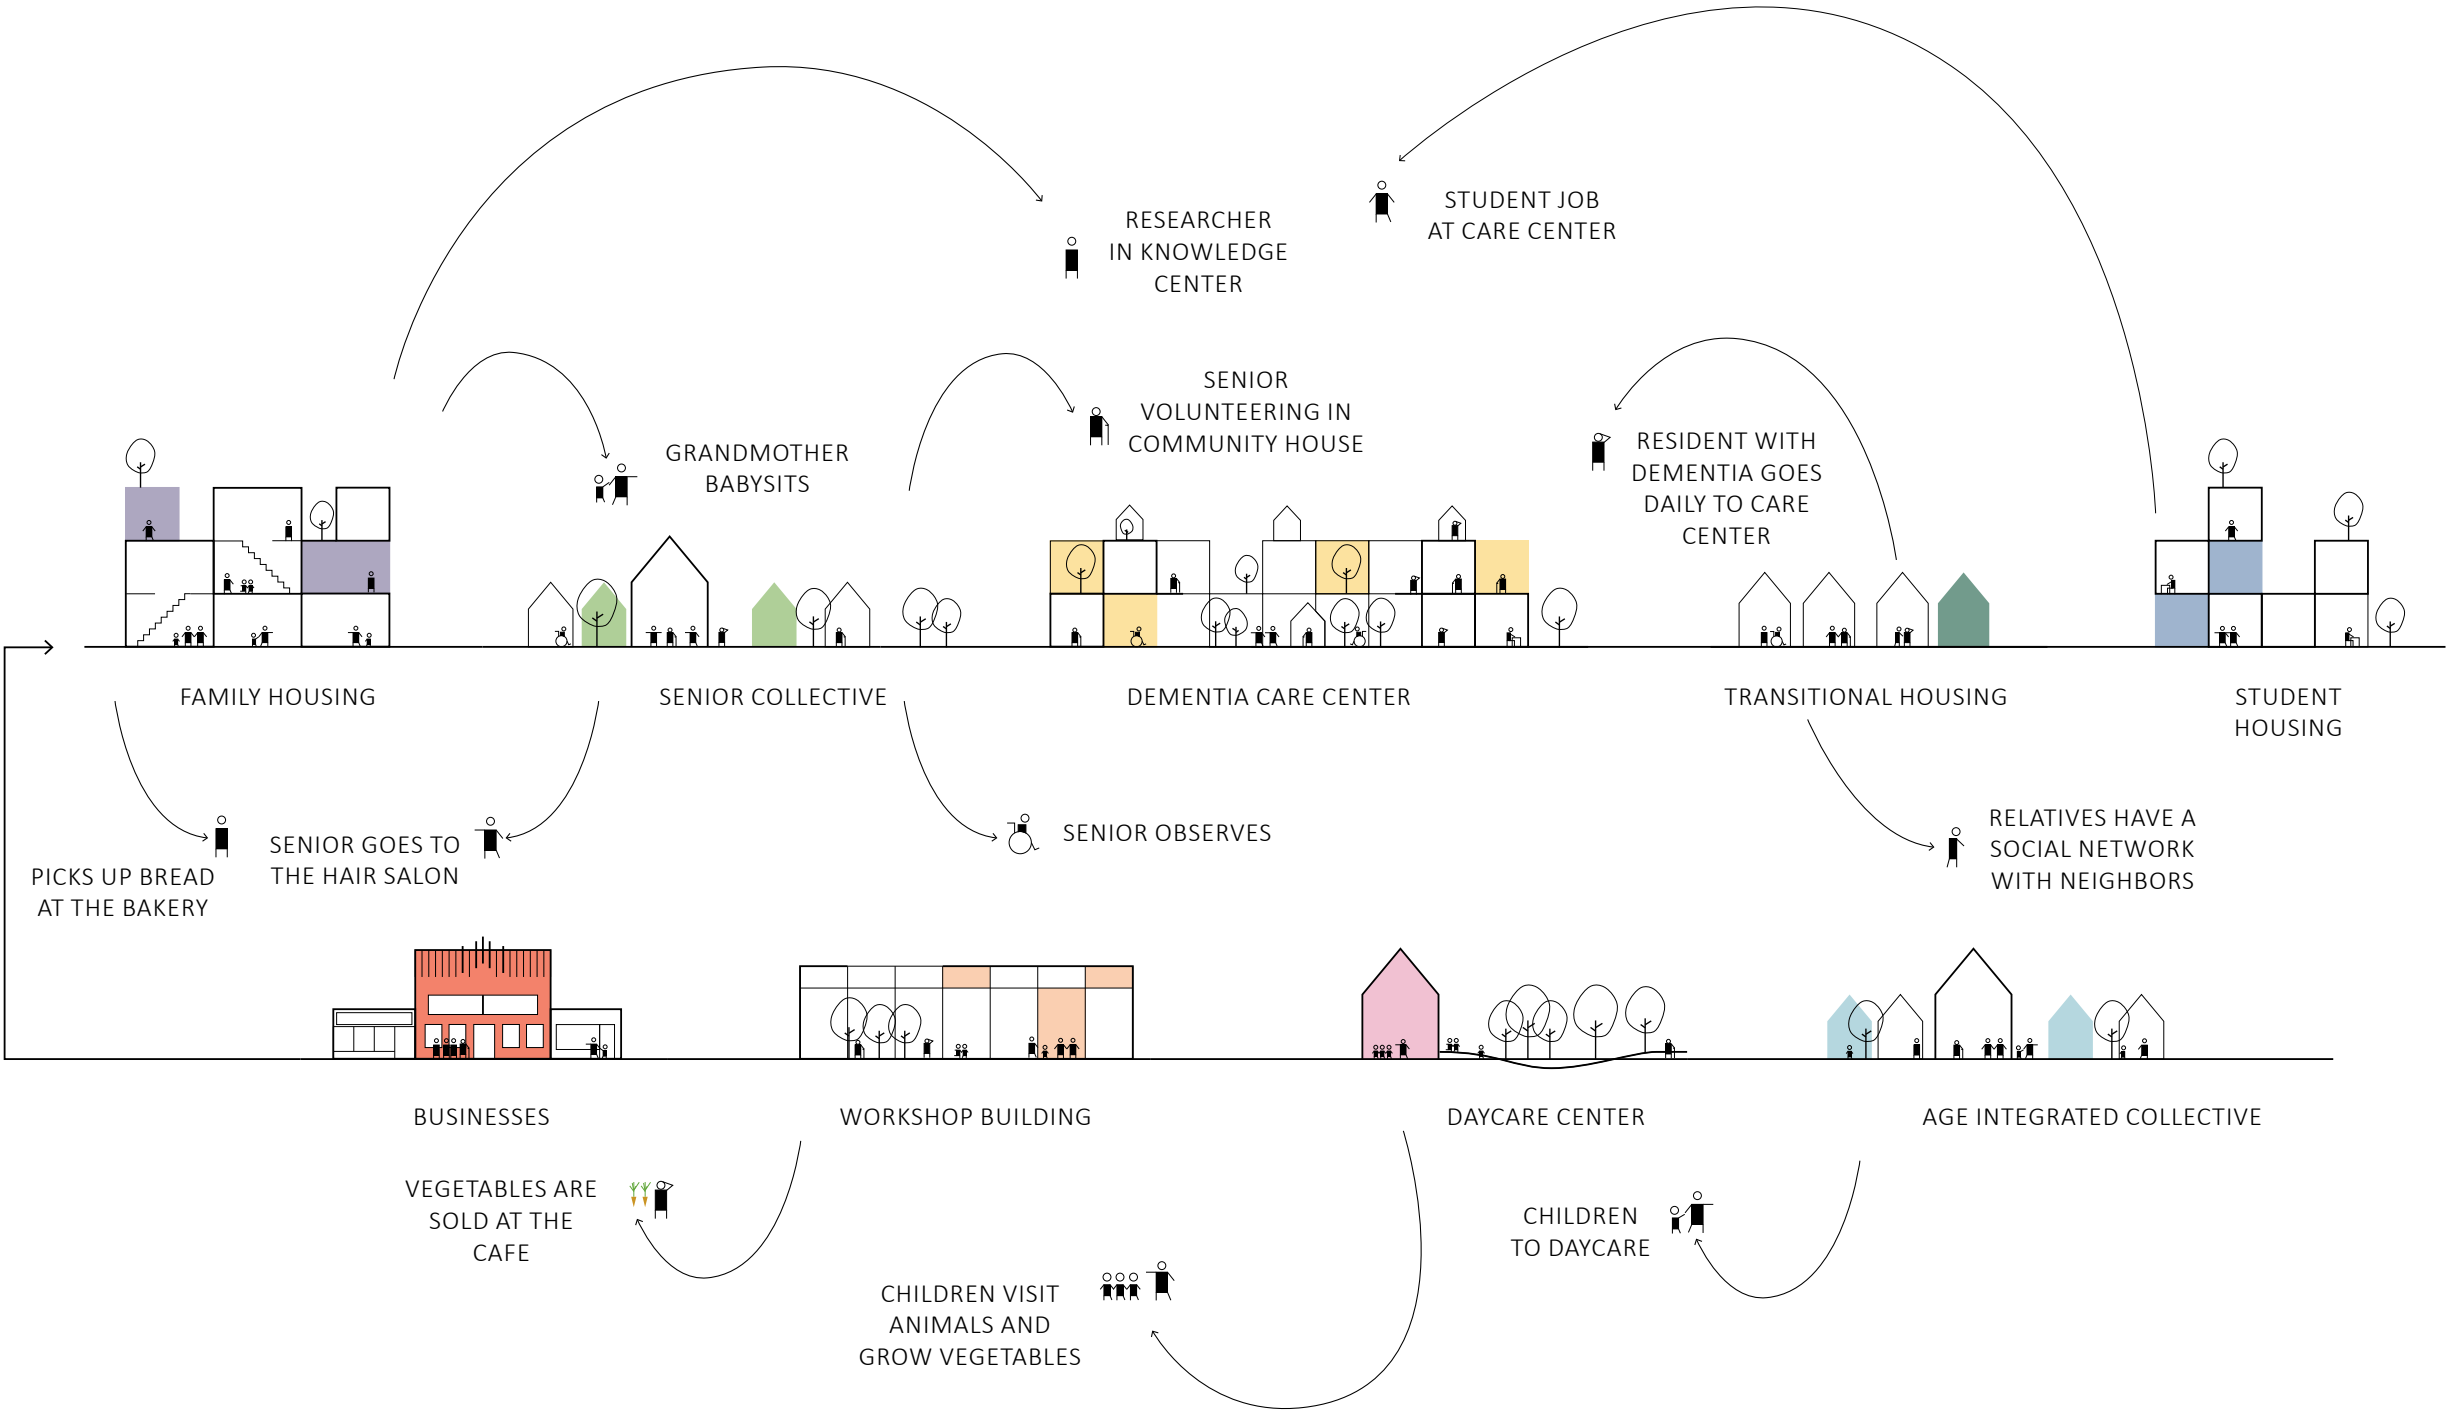 STUDENT JOB
AT CARE CENTER
RESEARCHER
IN KNOWLEDGE
CENTER
SENIOR
VOLUNTEERING IN
COMMUNITY HOUSE
GRANDMOTHER
BABYSITS
RESIDENT WITH
DEMENTIA GOES
DAILY TO CARE
CENTER
FAMILY HOUSING
SENIOR COLLECTIVE
DEMENTIA CARE CENTER
TRANSITIONAL HOUSING
STUDENT
HOUSING
PICKS UP BREAD
AT THE BAKERY
SENIOR GOES TO
THE HAIR SALON
SENIOR OBSERVES
RELATIVES HAVE A
SOCIAL NETWORK
WITH NEIGHBORS
BUSINESSES
WORKSHOP BUILDING
DAYCARE CENTER
AGE INTEGRATED COLLECTIVE
VEGETABLES ARE
SOLD AT THE
CAFE
CHILDREN VISIT
ANIMALS AND
GROW VEGETABLES
CHILDREN
TO DAYCARE